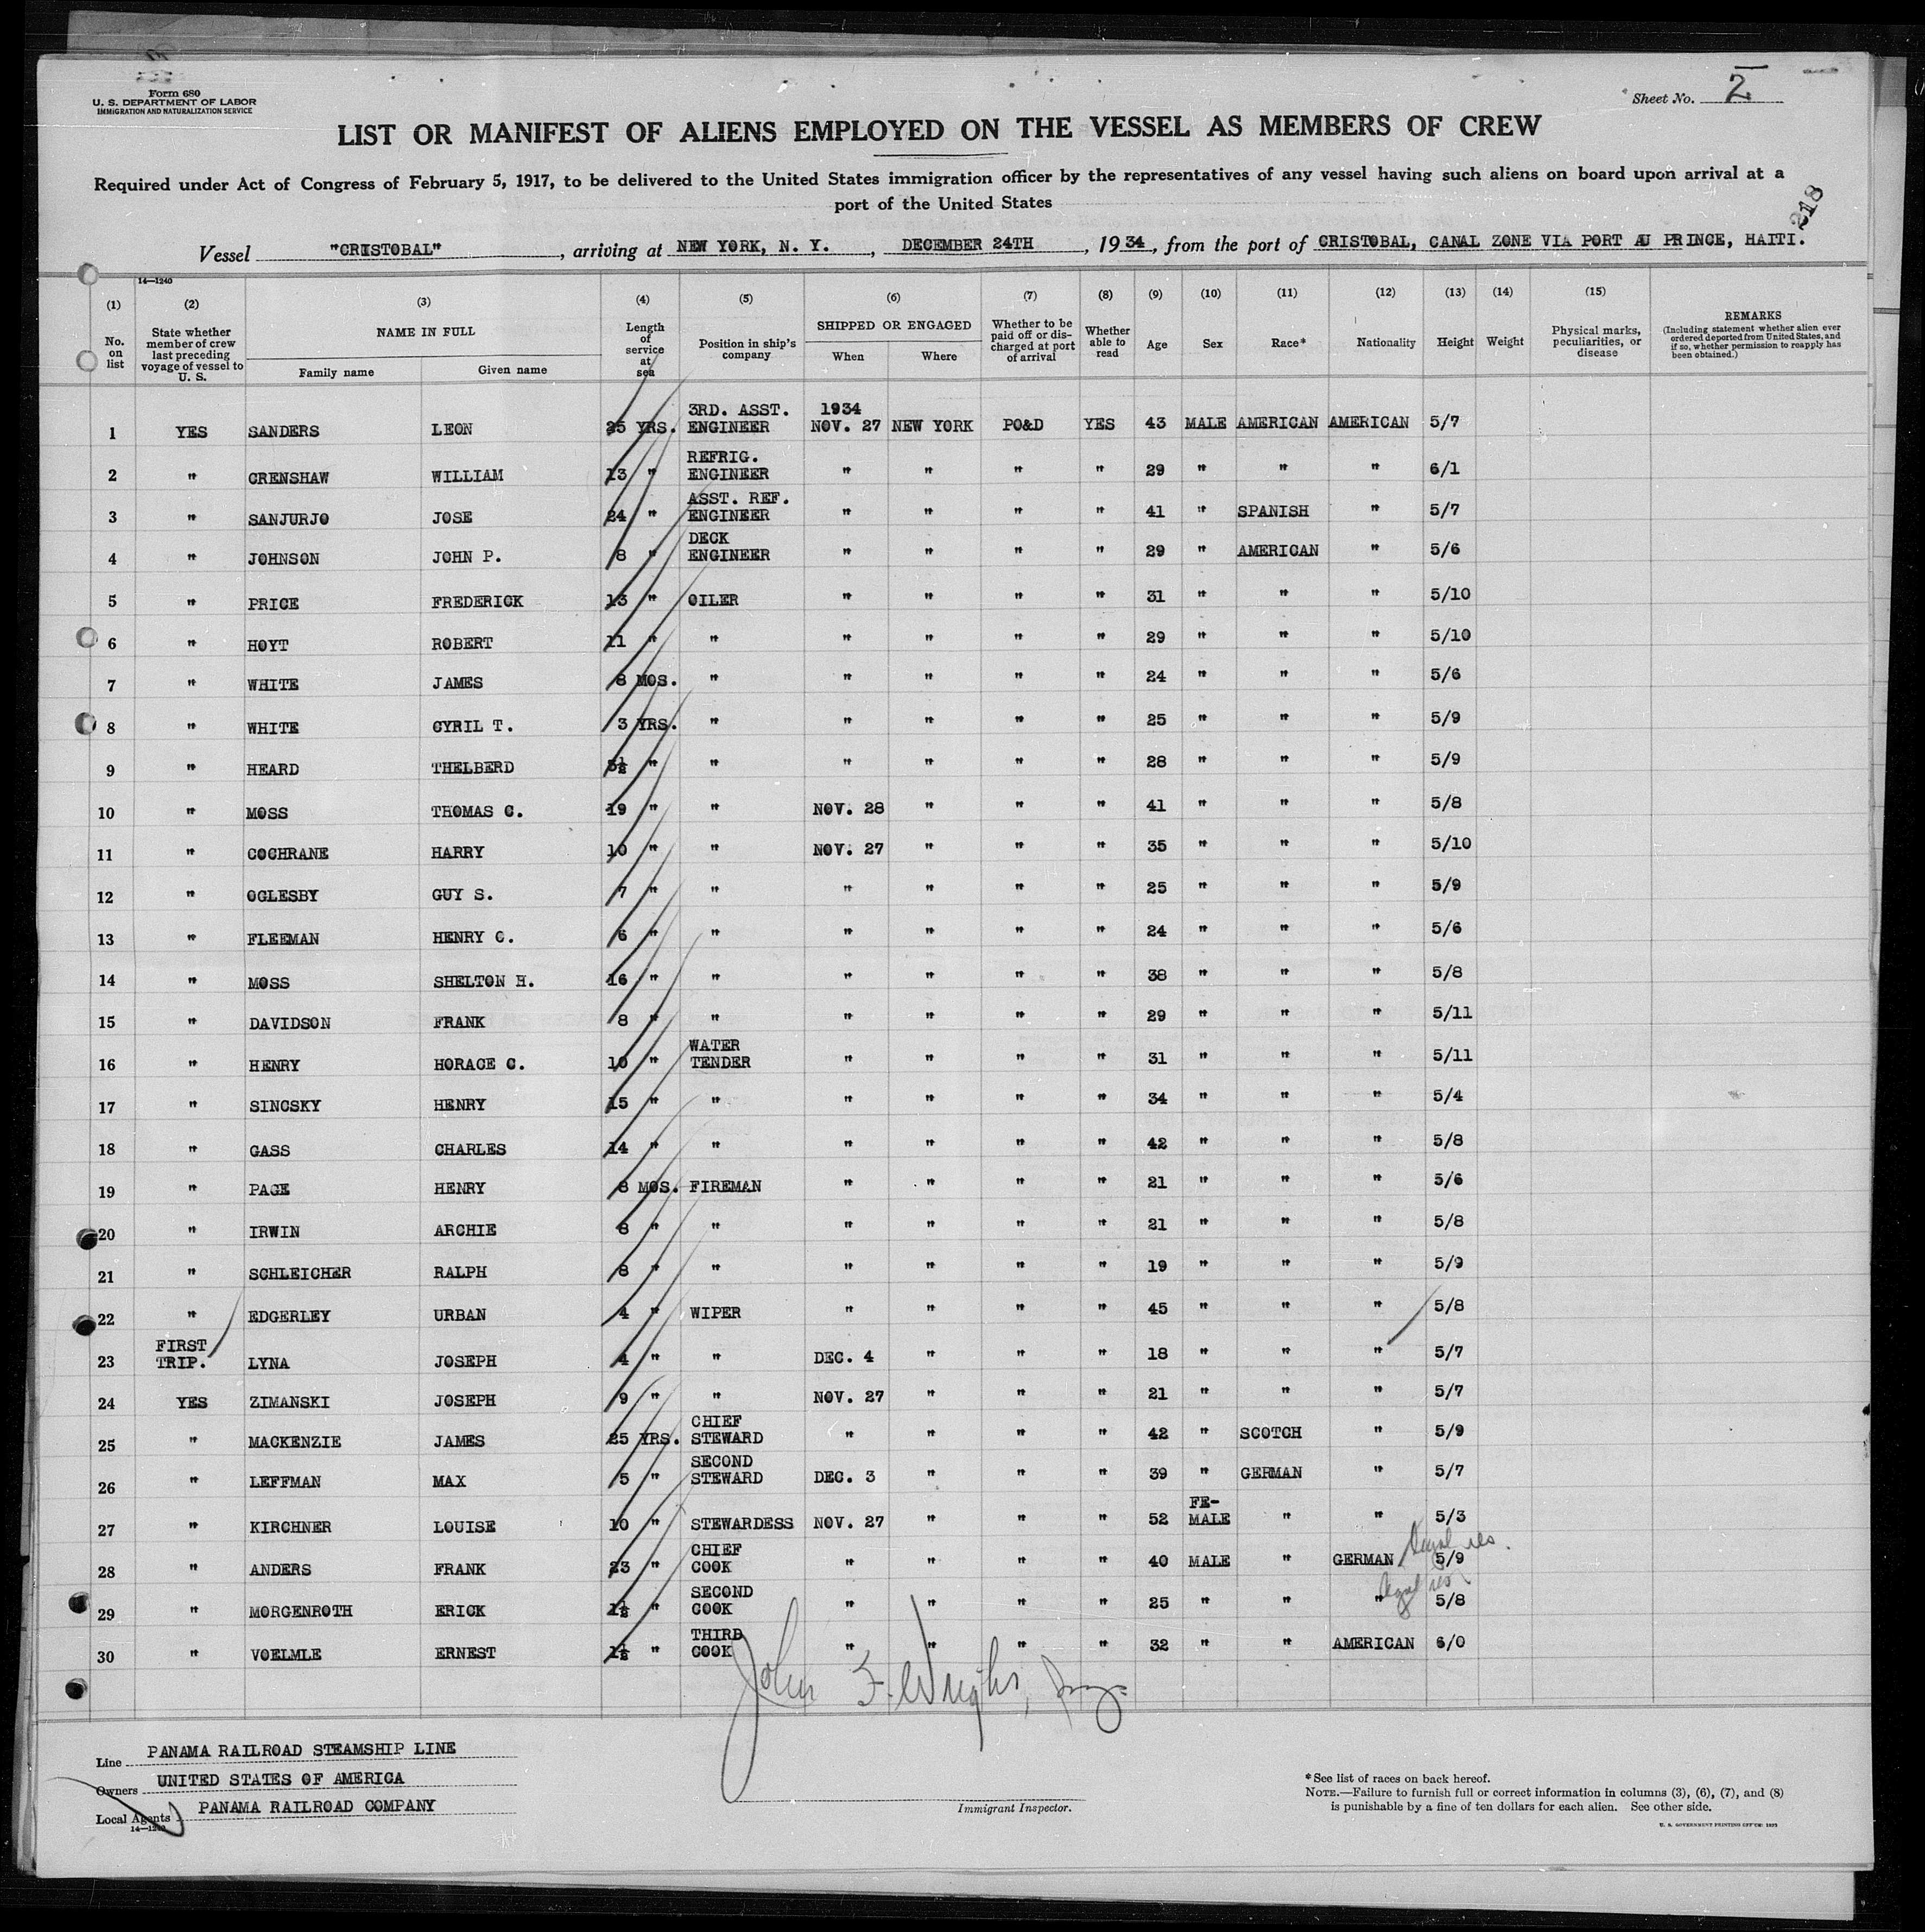 Form 680
U. S. DEPARTMENT OF LABOR
IMMIGRATION AND NATURALIZATION SERVICE
Sheet No. 2
LIST OR MANIFEST OF ALIENS EMPLOYED ON THE VESSEL AS MEMBERS OF CREW
Required under Act of Congress of February 5, 1917, to be delivered to the United States immigration officer by the representatives of any vessel having such aliens on board upon arrival at a
port of the United States
218
Vessel "CRISTOBAL", arriving at NEW YORK, N. Y., DECEMBER 24TH, 1934, from the port of CRISTOBAL, CANAL ZONE VIA PORT AU PRINCE, HAITI.
14—1240
(1) (2) (3) (4) (5) (6) (7) (8) (9) (10) (11) (12) (13) (14) (15)
No. on list State whether member of crew last preceding voyage of vessel to U. S. NAME IN FULL Family name Given name Length of service at sea Position in ship's company SHIPPED OR ENGAGED When Where Whether to be paid off or discharged at port of arrival Whether able to read Age Sex Race* Nationality Height Weight Physical marks, peculiarities, or disease REMARKS (Including statement whether alien ever ordered deported from United States, and if so, whether permission to reapply has been obtained.)
1 YES SANDERS LEON 25 YRS. 3RD. ASST. ENGINEER 1934 NOV. 27 NEW YORK PO&D YES 43 MALE AMERICAN AMERICAN 5/7
2 " CRENSHAW WILLIAM 13 " REFRIG. ENGINEER " " " " 29 " " " 6/1
3 " SANJURJO JOSE 24 " ASST. REF. ENGINEER " " " " 41 " SPANISH " 5/7
4 " JOHNSON JOHN P. 8 " DECK ENGINEER " " " " 29 " AMERICAN " 5/6
5 " PRICE FREDERICK 13 " OILER " " " " 31 " " " 5/10
6 " HOYT ROBERT 11 " " " " " " 29 " " " 5/10
7 " WHITE JAMES 8 MOS. " " " " " 24 " " " 5/6
8 " WHITE CYRIL T. 3 YRS. " " " " " 25 " " " 5/9
9 " HEARD THELBERD 3½ " " " " " " 28 " " " 5/9
10 " MOSS THOMAS C. 19 " " NOV. 28 " " " 41 " " " 5/8
11 " COCHRANE HARRY 10 " " NOV. 27 " " " 35 " " " 5/10
12 " OGLESBY GUY S. 7 " " " " " " 25 " " " 5/9
13 " FLEEMAN HENRY C. 6 " " " " " " 24 " " " 5/6
14 " MOSS SHELTON H. 16 " " " " " " 38 " " " 5/8
15 " DAVIDSON FRANK 8 " " " " " " 29 " " " 5/11
16 " HENRY HORACE C. 10 " WATER TENDER " " " " 31 " " " 5/11
17 " SINCSKY HENRY 15 " " " " " " 34 " " " 5/4
18 " GASS CHARLES 14 " " " " " " 42 " " " 5/8
19 " PAGE HENRY 8 MOS. FIREMAN " " " " 21 " " " 5/6
20 " IRWIN ARCHIE 8 " " " " " " 21 " " " 5/8
21 " SCHLEICHER RALPH 8 " " " " " " 19 " " " 5/9
22 " EDGERLEY URBAN 4 " WIPER " " " " 45 " " " 5/8
23 FIRST TRIP. LYNA JOSEPH 4 " " DEC. 4 " " " 18 " " " 5/7
24 YES ZIMANSKI JOSEPH 9 " " NOV. 27 " " " 21 " " " 5/7
25 " MACKENZIE JAMES 25 YRS. CHIEF STEWARD " " " " 42 " SCOTCH " 5/9
26 " LEFFMAN MAX 5 " SECOND STEWARD DEC. 3 " " " 39 " GERMAN " 5/7
27 " KIRCHNER LOUISE 10 " STEWARDESS NOV. 27 " " " 52 FE-MALE " " 5/3
28 " ANDERS FRANK 23 " CHIEF COOK " " " " 40 MALE " GERMAN legal res. 5/9
29 " MORGENROTH ERICK 1½ " SECOND COOK " " " " 25 " " " legal res 5/8
30 " VOELMLE ERNEST 1½ " THIRD COOK " " " " 32 " " AMERICAN 6/0
John F. Wright, Insp.
Line PANAMA RAILROAD STEAMSHIP LINE
Owners UNITED STATES OF AMERICA
Local Agents PANAMA RAILROAD COMPANY
14—1240
Immigrant Inspector.
*See list of races on back hereof.
NOTE.—Failure to furnish full or correct information in columns (3), (6), (7), and (8)
is punishable by a fine of ten dollars for each alien. See other side.
U. S. GOVERNMENT PRINTING OFFICE